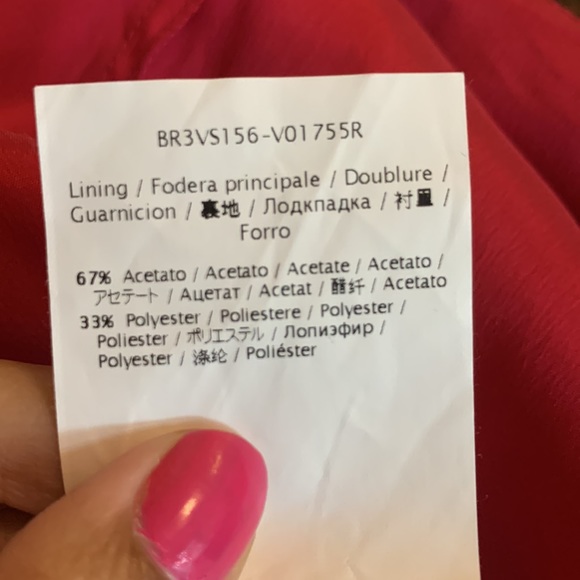 BR3VS156-V01755R
Lining / Fodera principale / Doublure /
Guarnicion / 裏地 / Лодкпадка / 衬里 /
Forro
67% Acetato / Acetato / Acetate / Acetato /
アセテート / Ацетат / Acetat / 醋纤 / Acetato
33% Polyester / Poliestere / Polyester /
Poliester / ポリエステル / Лопиэфир /
Polyester / 涤纶 / Poliéster